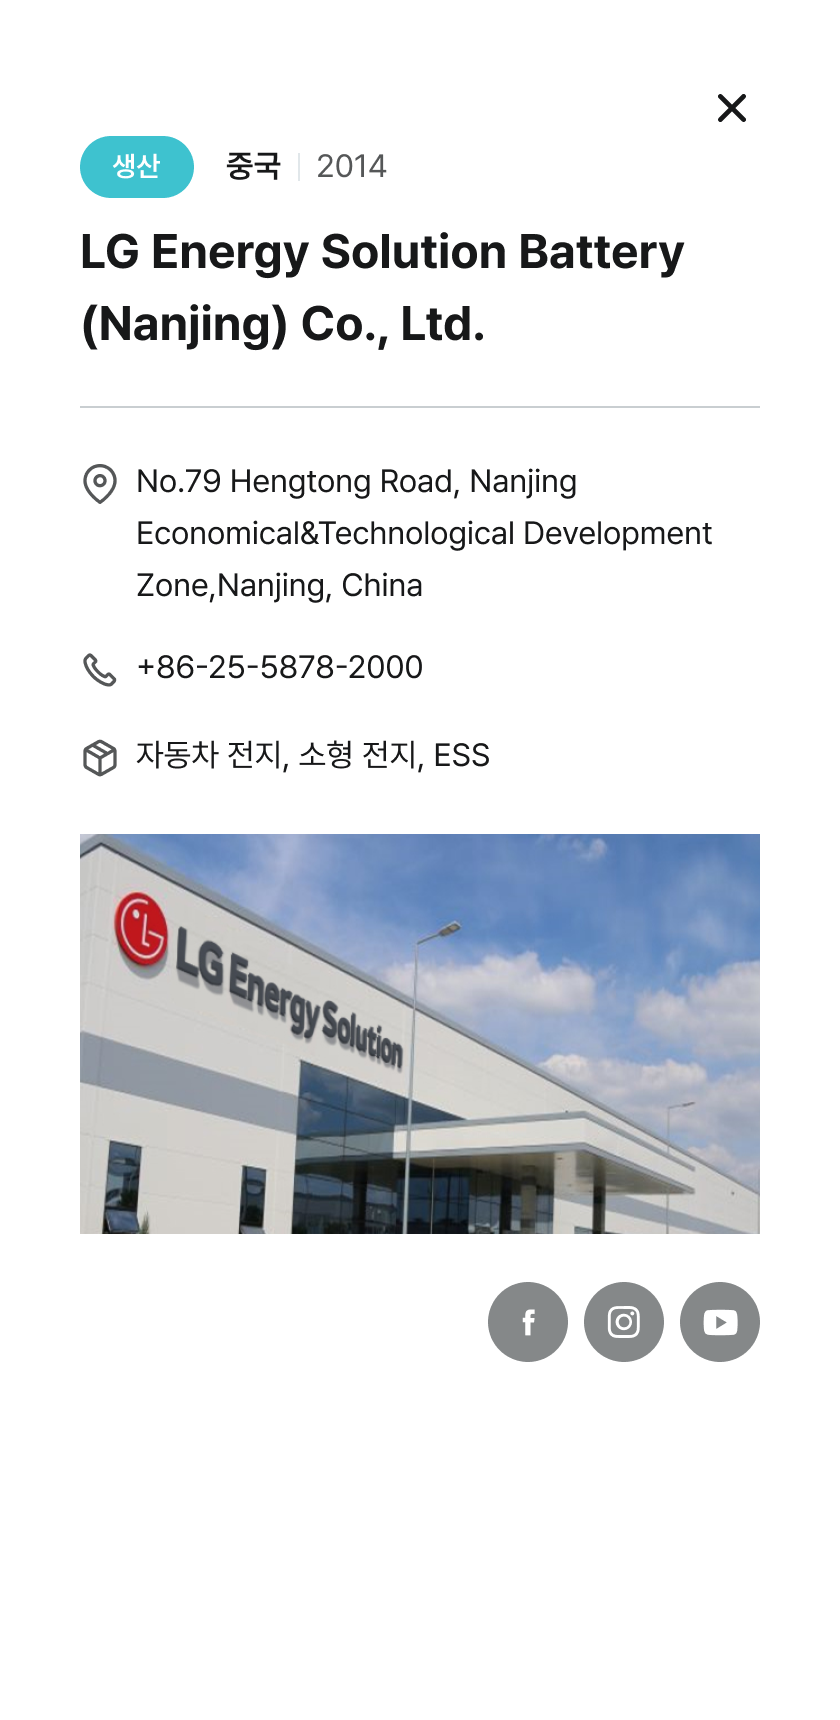 생산
중국 2014
LG Energy Solution Battery
(Nanjing) Co., Ltd.
No.79 Hengtong Road, Nanjing
Economical&Technological Development
Zone,Nanjing, China
+86-25-5878-2000
자동차 전지, 소형 전지, ESS
LG Energy Solution